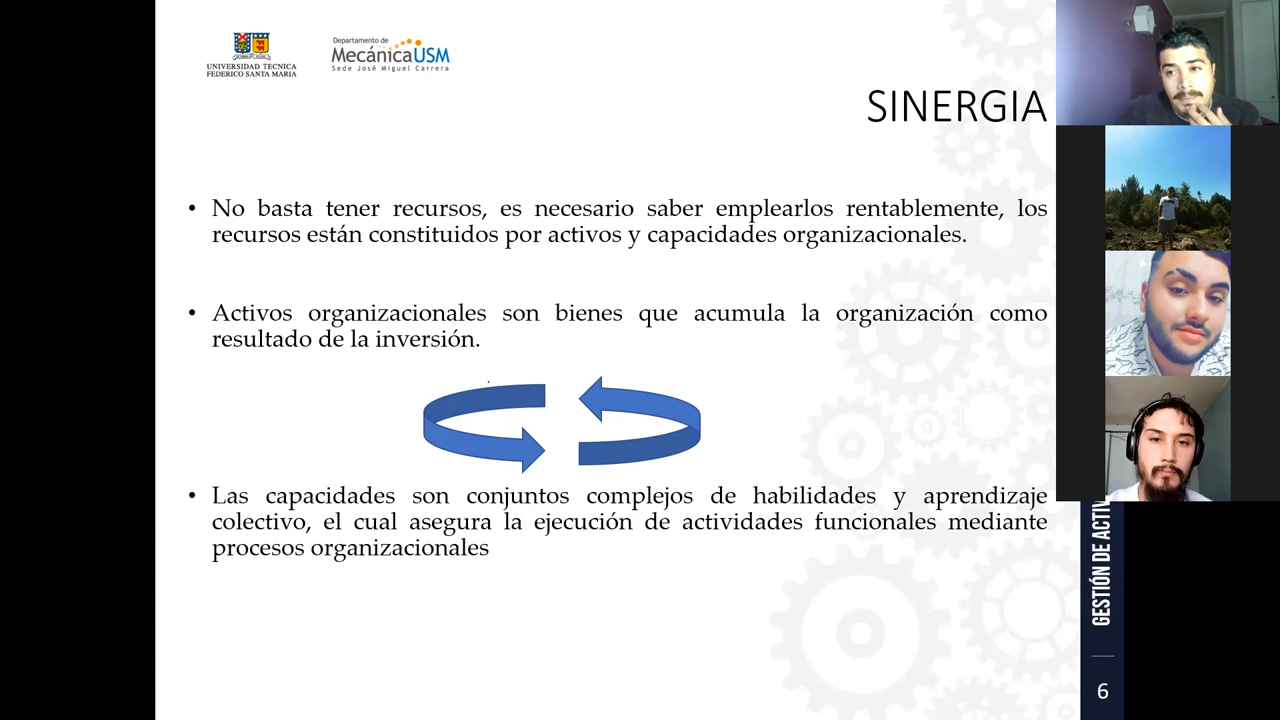 UNIVERSIDAD TECNICA
FEDERICO SANTA MARIA
Departamento de
MecánicaUSM
Sede José Miguel Carrera
SINERGIA
• No basta tener recursos, es necesario saber emplearlos rentablemente, los
recursos están constituidos por activos y capacidades organizacionales.
• Activos organizacionales son bienes que acumula la organización como
resultado de la inversión.
• Las capacidades son conjuntos complejos de habilidades y aprendizaje
colectivo, el cual asegura la ejecución de actividades funcionales mediante
procesos organizacionales
GESTIÓN DE ACTIV
6